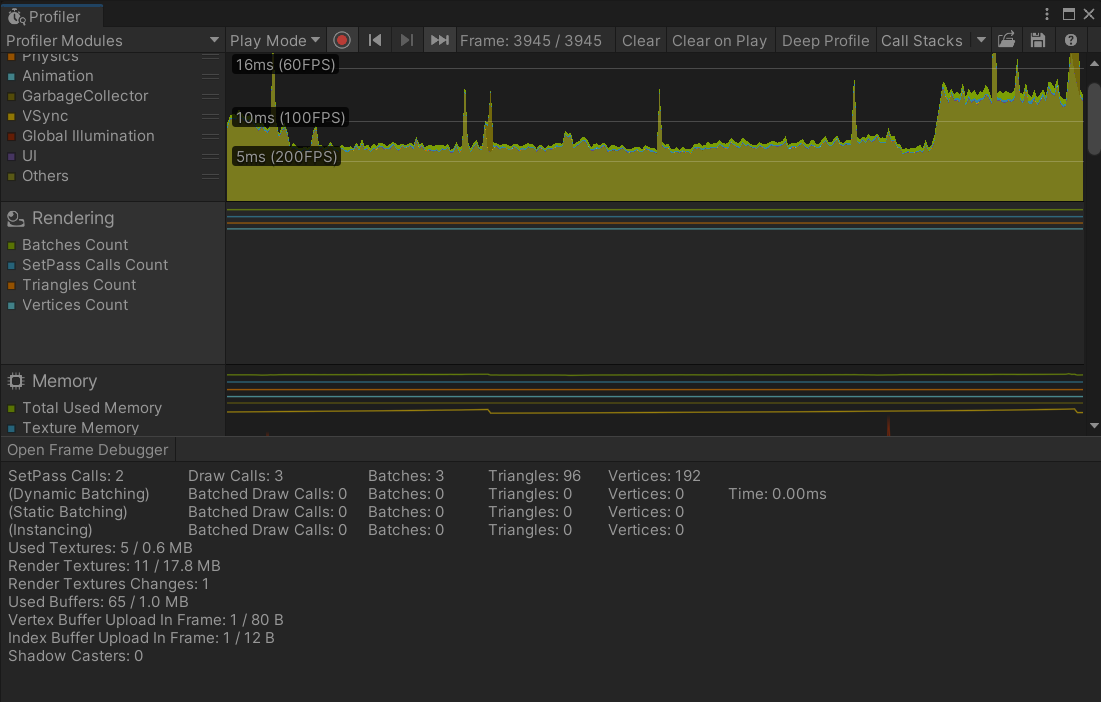 Profiler
Profiler Modules
Play Mode
Frame: 3945 / 3945
Clear
Clear on Play
Deep Profile
Call Stacks
Physics
Animation
GarbageCollector
VSync
Global Illumination
UI
Others
16ms (60FPS)
10ms (100FPS)
5ms (200FPS)
Rendering
Batches Count
SetPass Calls Count
Triangles Count
Vertices Count
Memory
Total Used Memory
Texture Memory
Open Frame Debugger
SetPass Calls: 2 Draw Calls: 3 Batches: 3 Triangles: 96 Vertices: 192
(Dynamic Batching) Batched Draw Calls: 0 Batches: 0 Triangles: 0 Vertices: 0 Time: 0.00ms
(Static Batching) Batched Draw Calls: 0 Batches: 0 Triangles: 0 Vertices: 0
(Instancing) Batched Draw Calls: 0 Batches: 0 Triangles: 0 Vertices: 0
Used Textures: 5 / 0.6 MB
Render Textures: 11 / 17.8 MB
Render Textures Changes: 1
Used Buffers: 65 / 1.0 MB
Vertex Buffer Upload In Frame: 1 / 80 B
Index Buffer Upload In Frame: 1 / 12 B
Shadow Casters: 0